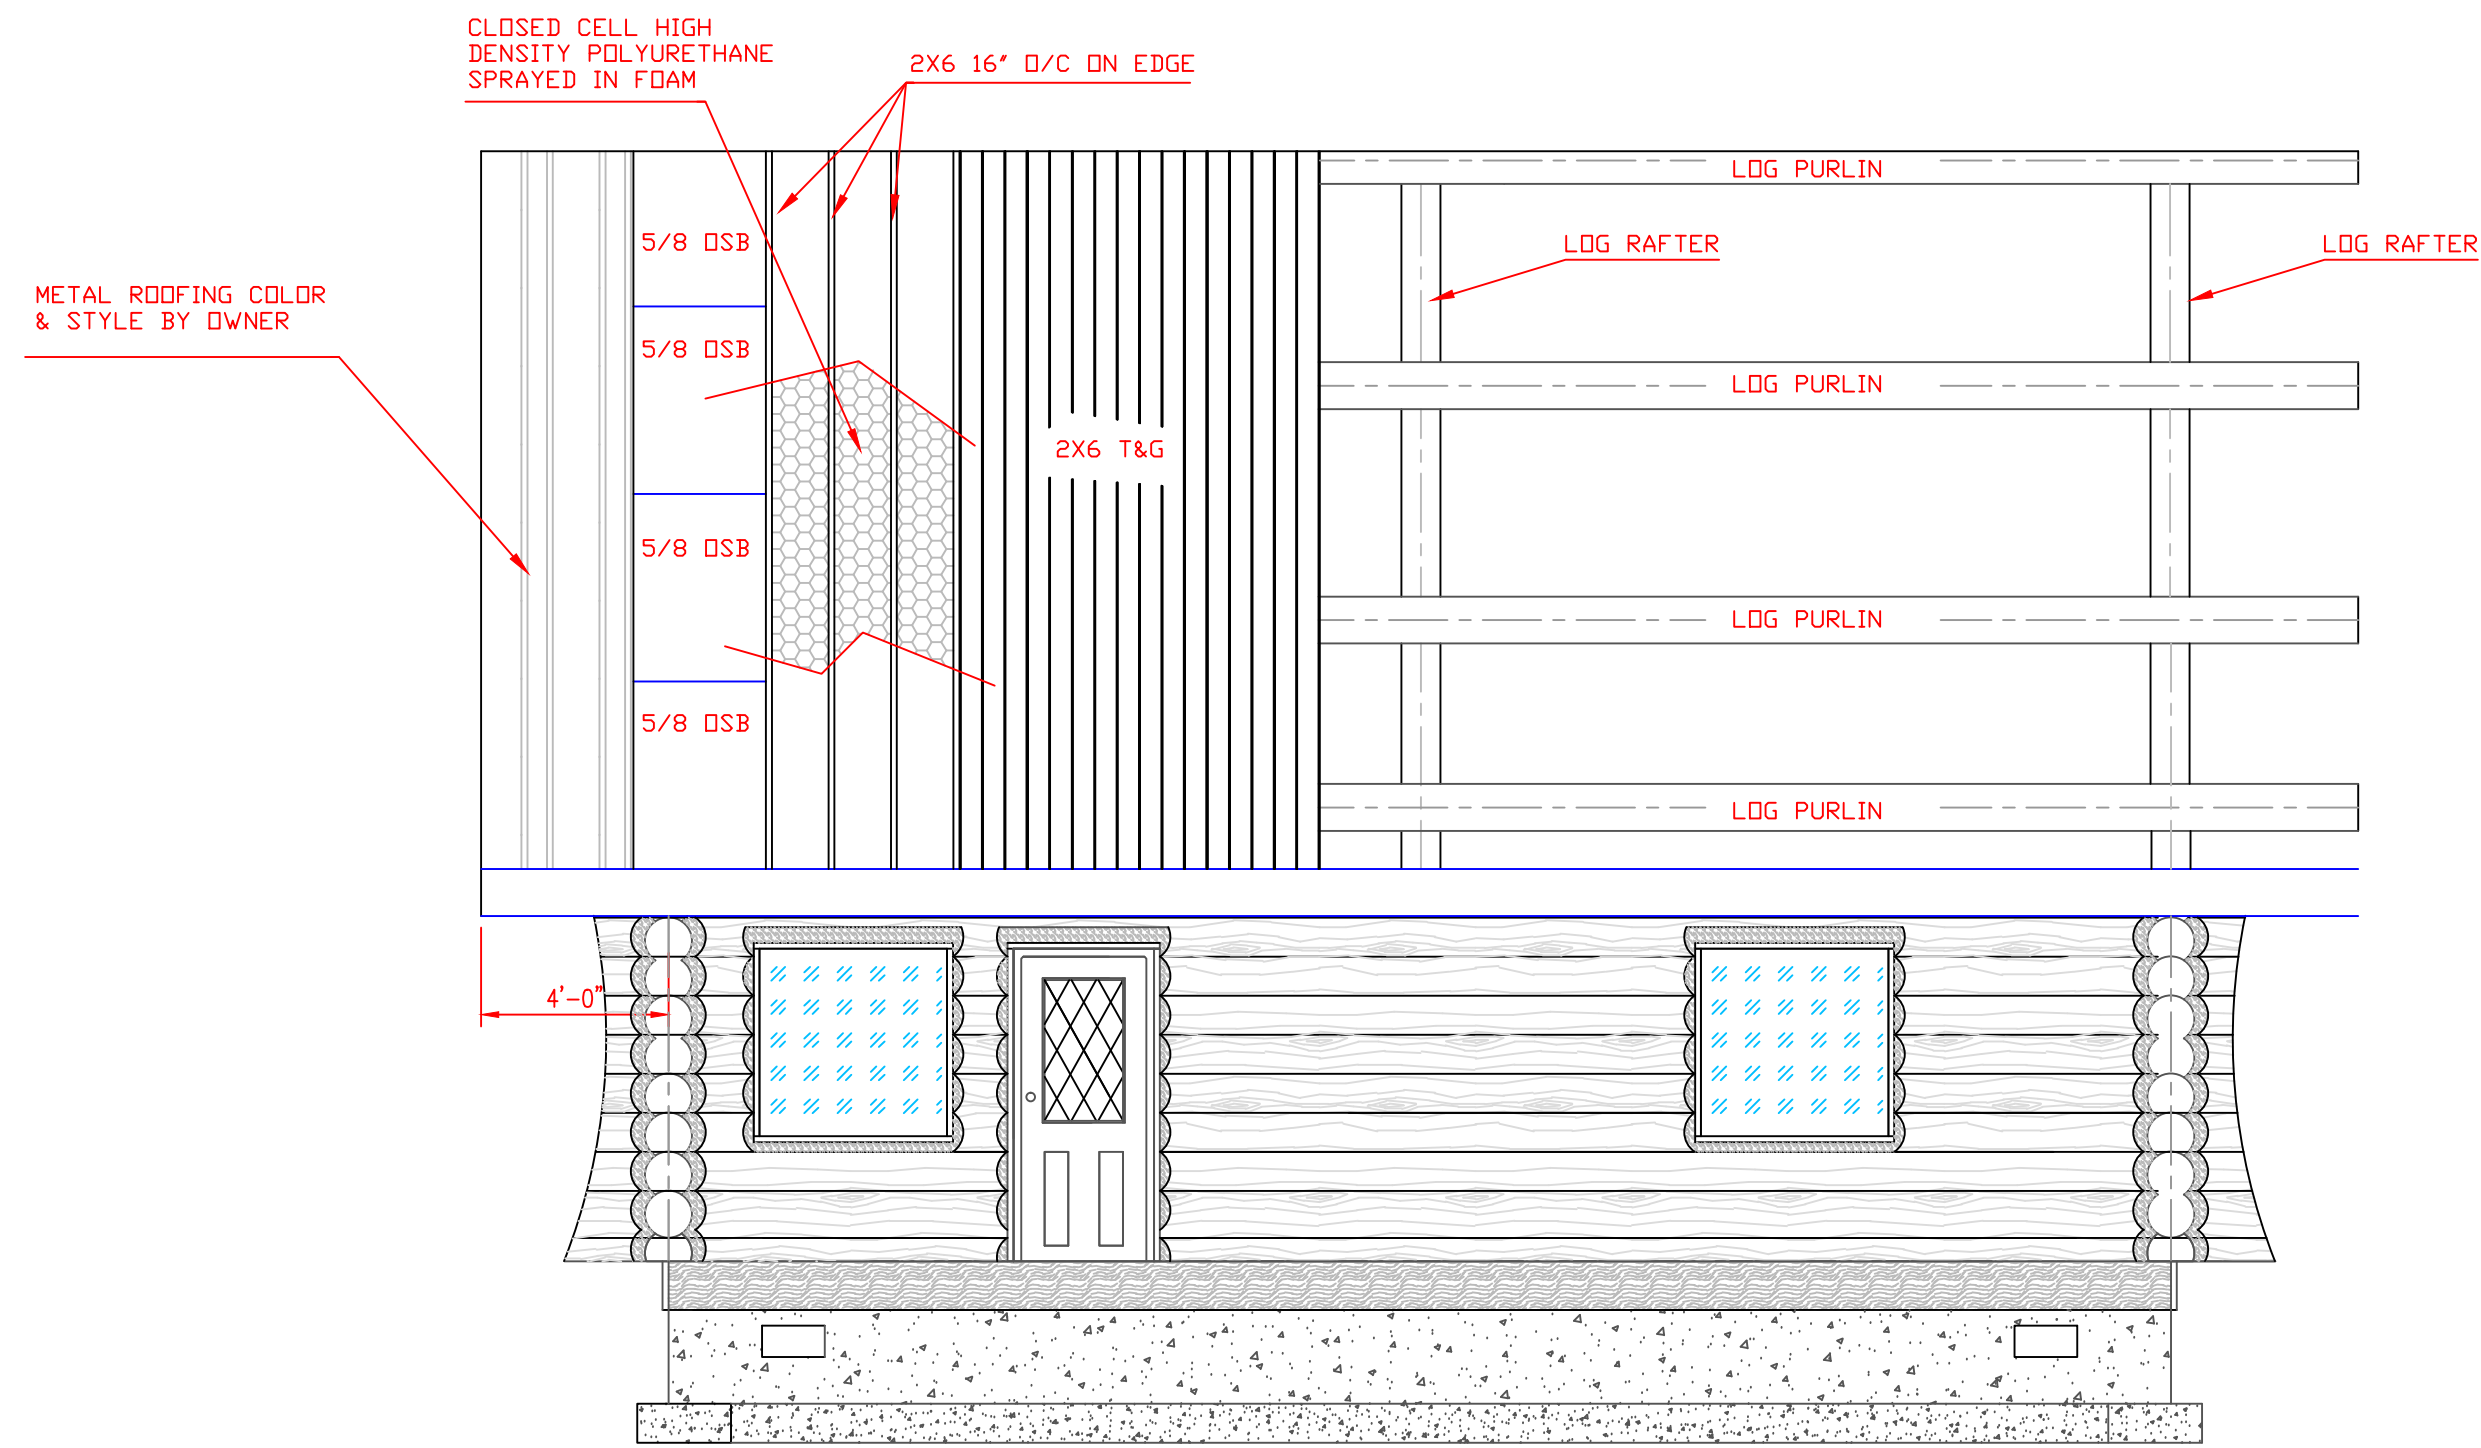 CLOSED CELL HIGH
DENSITY POLYURETHANE
SPRAYED IN FOAM
2X6 16" O/C ON EDGE
LOG PURLIN
5/8 OSB
LOG RAFTER
LOG RAFTER
METAL ROOFING COLOR
& STYLE BY OWNER
5/8 OSB
LOG PURLIN
2X6 T&G
5/8 OSB
LOG PURLIN
5/8 OSB
LOG PURLIN
4'-0"